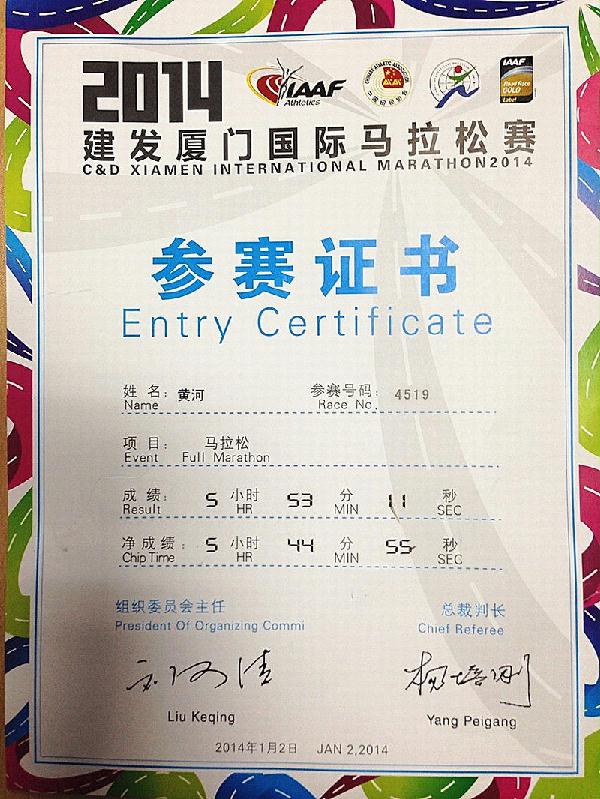 2014
IAAF
Athletics
IAAF
Road Race
GOLD
Label
建发厦门国际马拉松赛
C&D XIAMEN INTERNATIONAL MARATHON2014
参赛证书
Entry Certificate
姓名: 黄河 参赛号码: 4519
Name Race No.
项目: 马拉松
Event Full Marathon
成绩: 5 小时 53 分 11 秒
Result HR MIN SEC
净成绩: 5 小时 44 分 55 秒
Chip Time HR MIN SEC
组织委员会主任 总裁判长
President Of Organizing Commi Chief Referee
杨培刚
Liu Keqing Yang Peigang
2014年1月2日 JAN 2,2014